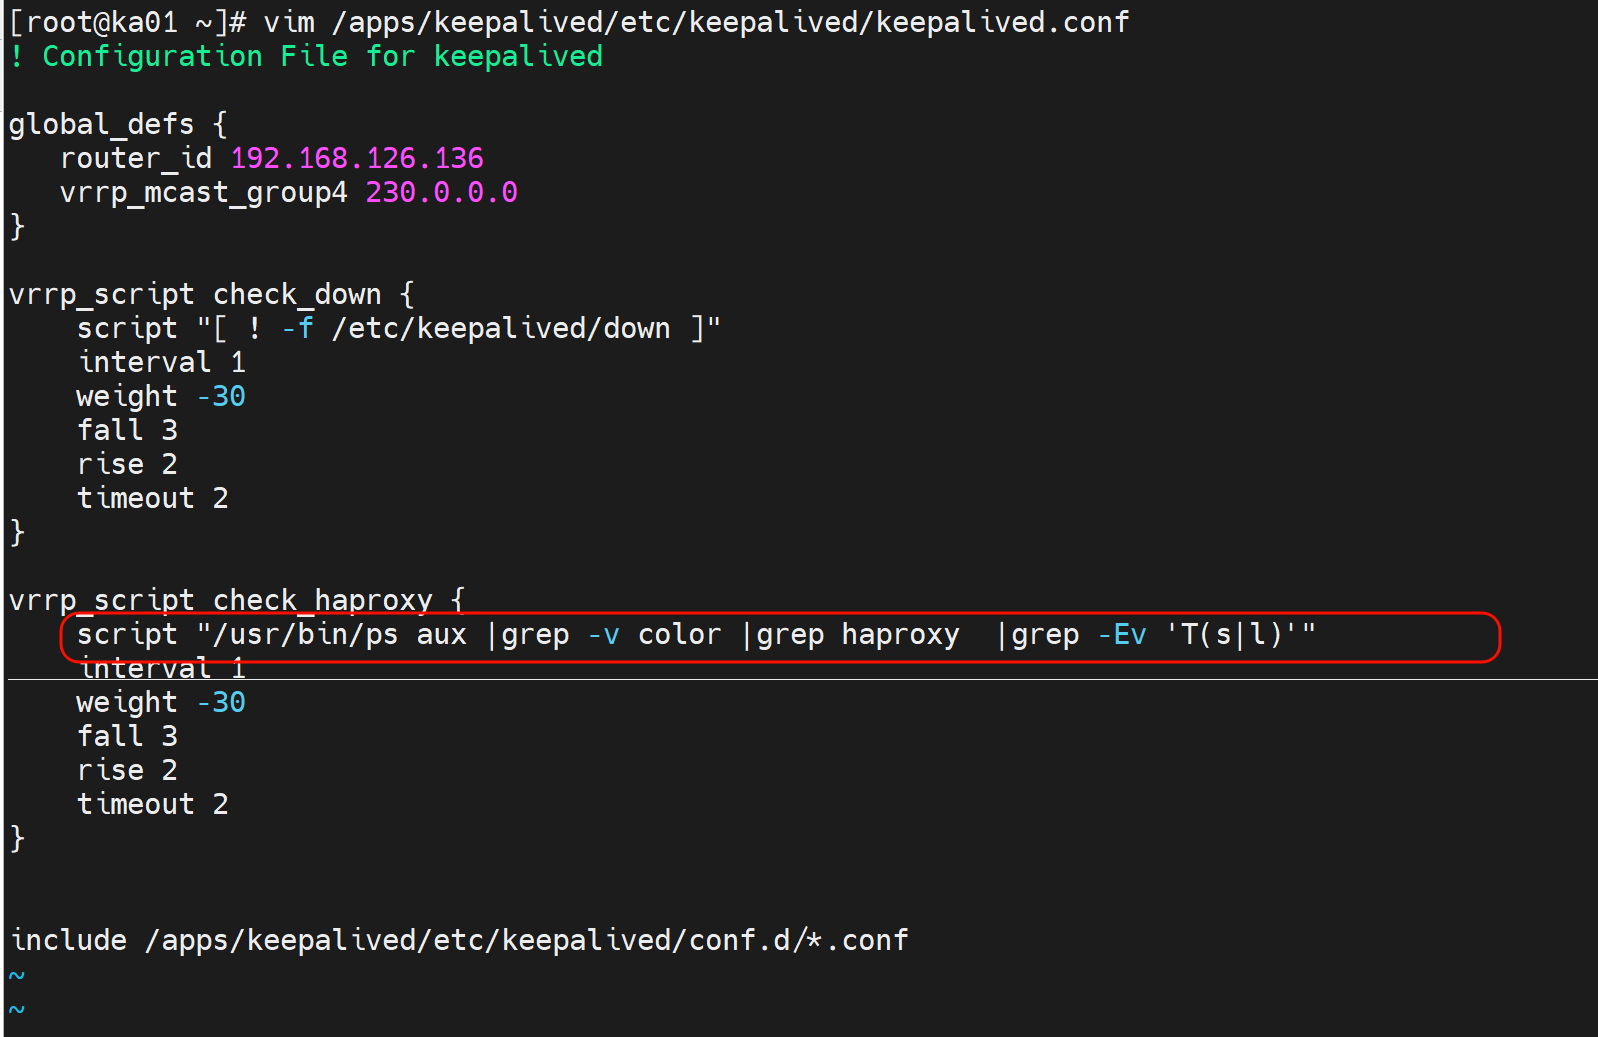 [root@ka01 ~]# vim /apps/keepalived/etc/keepalived/keepalived.conf
! Configuration File for keepalived
global_defs {
   router_id 192.168.126.136
   vrrp_mcast_group4 230.0.0.0
}
vrrp_script check_down {
    script "[ ! -f /etc/keepalived/down ]"
    interval 1
    weight -30
    fall 3
    rise 2
    timeout 2
}
vrrp_script check_haproxy {
    script "/usr/bin/ps aux |grep -v color |grep haproxy  |grep -Ev 'T(s|l)'"
    interval 1
    weight -30
    fall 3
    rise 2
    timeout 2
}
include /apps/keepalived/etc/keepalived/conf.d/*.conf
~
~